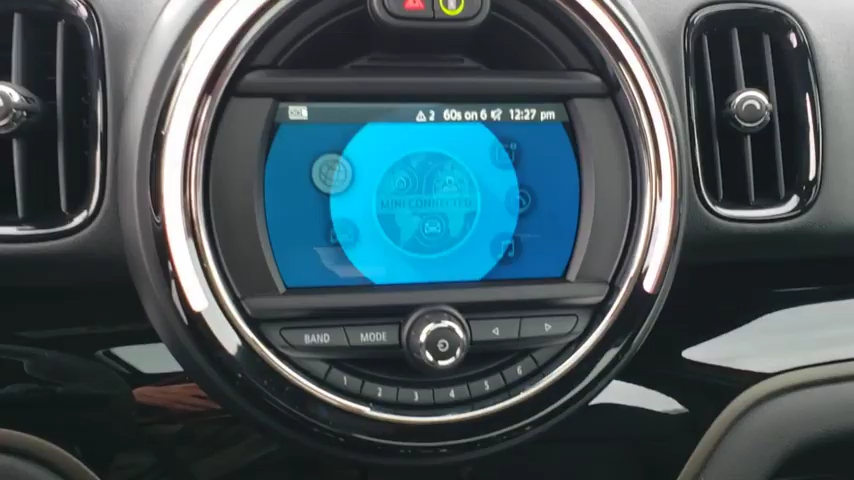 2 60s on 6 12:27 pm
MINI CONNECTED
BAND MODE
1 2 3 4 5 6